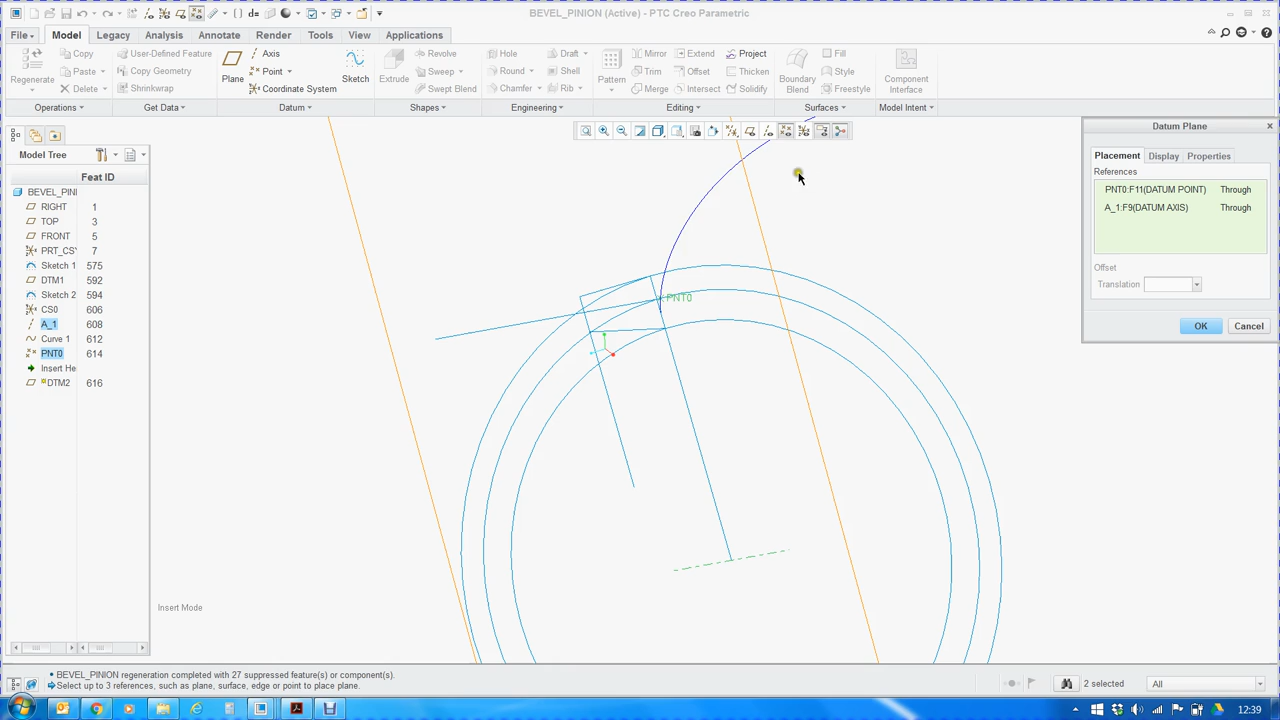 BEVEL_PINION (Active) - PTC Creo Parametric
File Model Legacy Analysis Annotate Render Tools View Applications
Regenerate
Copy
Paste
Delete
Operations
User-Defined Feature
Copy Geometry
Shrinkwrap
Get Data
Plane
Axis
Point
Coordinate System
Datum
Sketch
Extrude
Revolve
Sweep
Swept Blend
Shapes
Hole
Round
Chamfer
Draft
Shell
Rib
Engineering
Pattern
Mirror
Trim
Merge
Extend
Offset
Intersect
Project
Thicken
Solidify
Editing
Boundary
Blend
Fill
Style
Freestyle
Surfaces
Component
Interface
Model Intent
Model Tree
Feat ID
BEVEL_PINI
RIGHT 1
TOP 3
FRONT 5
PRT_CSY 7
Sketch 1 575
DTM1 592
Sketch 2 594
CS0 606
A_1 608
Curve 1 612
PNT0 614
Insert He
DTM2 616
PNT0
Insert Mode
Datum Plane
Placement Display Properties
References
PNT0:F11(DATUM POINT) Through
A_1:F9(DATUM AXIS) Through
Offset
Translation
OK Cancel
BEVEL_PINION regeneration completed with 27 suppressed feature(s) or component(s).
Select up to 3 references, such as plane, surface, edge or point to place plane.
2 selected
All
12:39